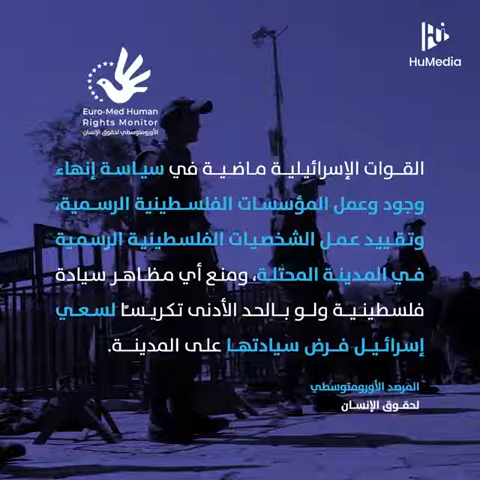 HuMedia
Euro-Med Human
Rights Monitor
الأورومتوسطي لحقوق الإنسان
القوات الإسرائيلية ماضية في سياسة إنهاء
وجود وعمل المؤسسات الفلسطينية الرسمية،
وتقييد عمل الشخصيات الفلسطينية الرسمية
في المدينة المحتلة، ومنع أي مظاهر سيادة
فلسطينية ولو بالحد الأدنى تكريسًا لسعي
إسرائيل فرض سيادتها على المدينة.
المرصد الأورومتوسطي
لحقوق الإنسان